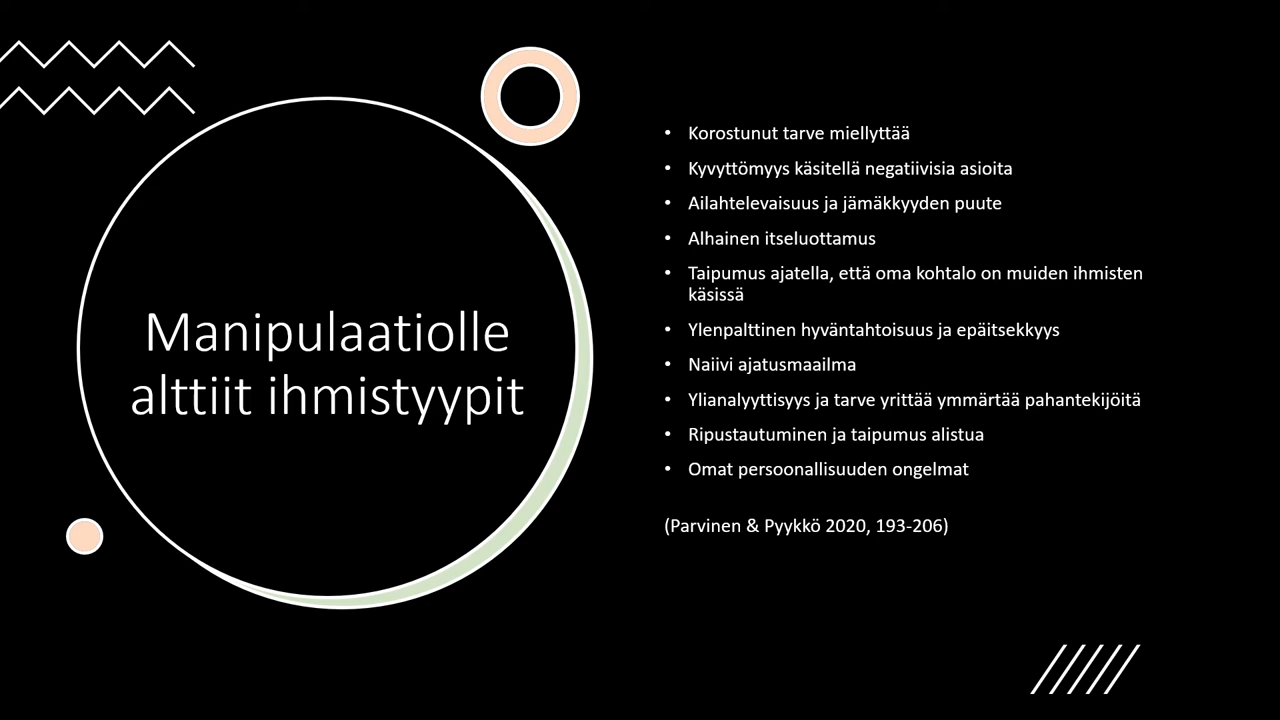 Manipulaatiolle
alttiit ihmistyypit
• Korostunut tarve miellyttää
• Kyvyttömyys käsitellä negatiivisia asioita
• Ailahtelevaisuus ja jämäkkyyden puute
• Alhainen itseluottamus
• Taipumus ajatella, että oma kohtalo on muiden ihmisten
käsissä
• Ylenpalttinen hyväntahtoisuus ja epäitsekkyys
• Naiivi ajatusmaailma
• Ylianalyyttisyys ja tarve yrittää ymmärtää pahantekijöitä
• Ripustautuminen ja taipumus alistua
• Omat persoonallisuuden ongelmat
(Parvinen & Pyykkö 2020, 193-206)